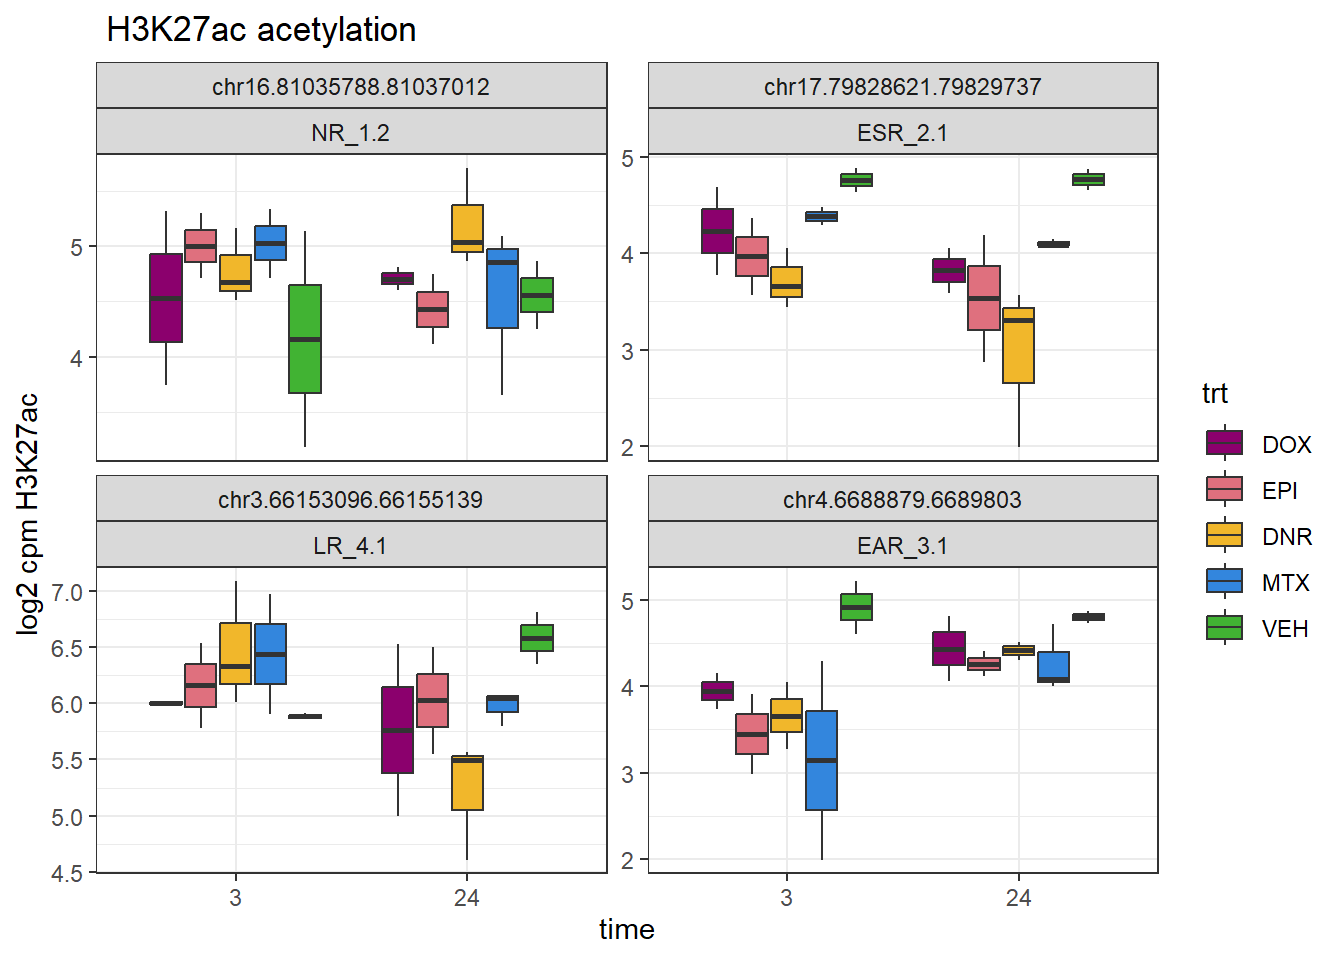 H3K27ac acetylation
chr16.81035788.81037012
NR_1.2
chr17.79828621.79829737
ESR_2.1
5
4
5
4
3
2
chr3.66153096.66155139
LR_4.1
chr4.6688879.6689803
EAR_3.1
7.0
6.5
6.0
5.5
5.0
4.5
5
4
3
2
3
24
3
24
time
log2 cpm H3K27ac
trt
DOX
EPI
DNR
MTX
VEH